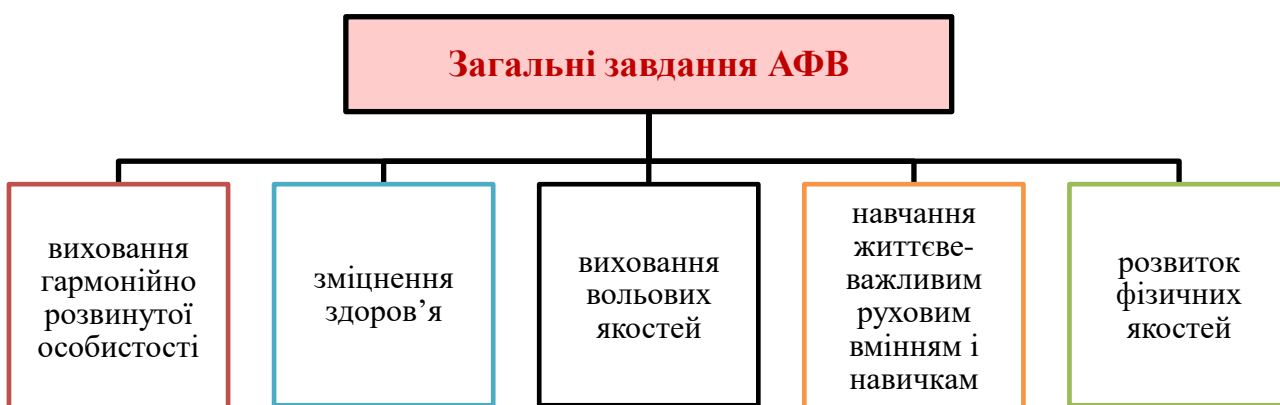 Загальні завдання АФВ
виховання
гармонійно
розвинутої
особистості
зміцнення
здоров’я
виховання
вольових
якостей
навчання
життєве-
важливим
руховим
вмінням і
навичкам
розвиток
фізичних
якостей